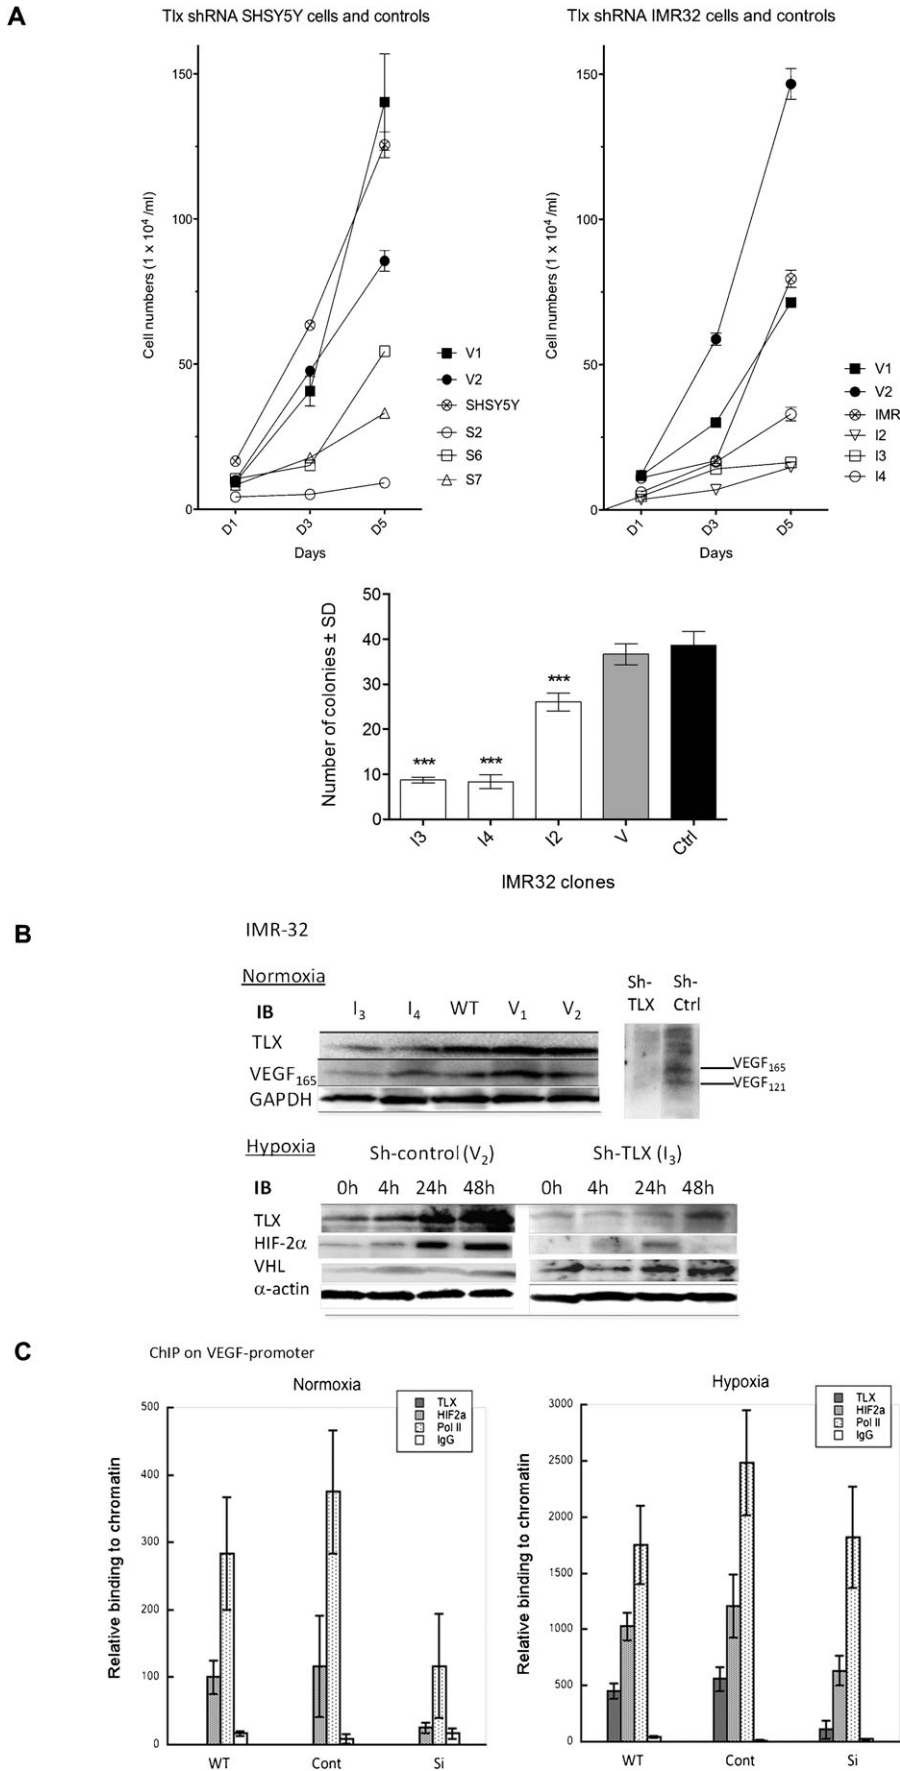 A
Tlx shRNA SHSY5Y cells and controls
Cell numbers (1 x 10⁴ /ml)
150
100
50
0
D1 D3 D5
Days
V1
V2
SHSY5Y
S2
S6
S7
Tlx shRNA IMR32 cells and controls
Cell numbers (1 x 10⁴ /ml)
150
100
50
0
D1 D3 D5
Days
V1
V2
IMR
I2
I3
I4
Number of colonies ± SD
50
40
30
20
10
0
*** *** ***
I3 I4 I2 V Ctrl
IMR32 clones
B
IMR-32
Normoxia
IB I₃ I₄ WT V₁ V₂
TLX
VEGF₁₆₅
GAPDH
Sh-TLX Sh-Ctrl
VEGF₁₆₅
VEGF₁₂₁
Hypoxia
Sh-control (V₂) Sh-TLX (I₃)
IB 0h 4h 24h 48h 0h 4h 24h 48h
TLX
HIF-2α
VHL
α-actin
C
ChIP on VEGF-promoter
Normoxia
Relative binding to chromatin
500
400
300
200
100
0
WT Cont Si
TLX
HIF2a
Pol II
IgG
Hypoxia
Relative binding to chromatin
3000
2500
2000
1500
1000
500
0
WT Cont Si
TLX
HIF2a
Pol II
IgG